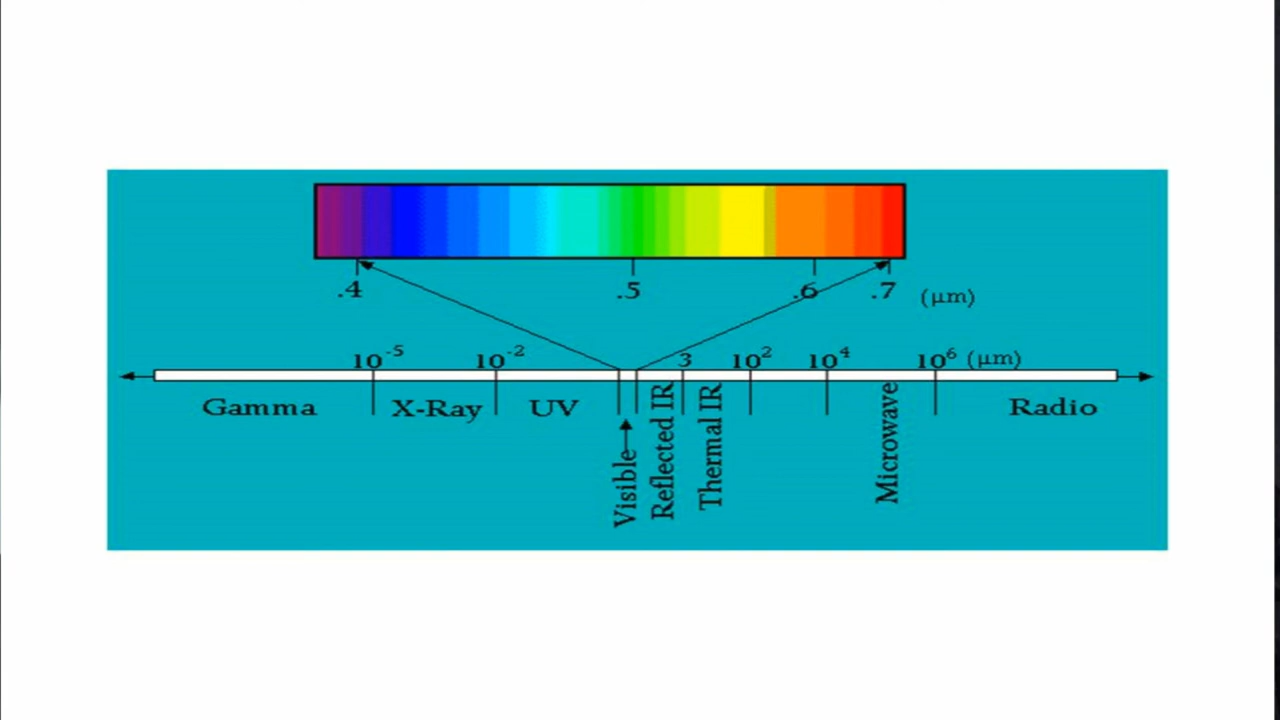 .4 .5 .6 .7 (µm)
10⁻⁵ 10⁻² 3 10² 10⁴ 10⁶ (µm)
Gamma X-Ray UV Radio
Visible
Reflected IR
Thermal IR
Microwave